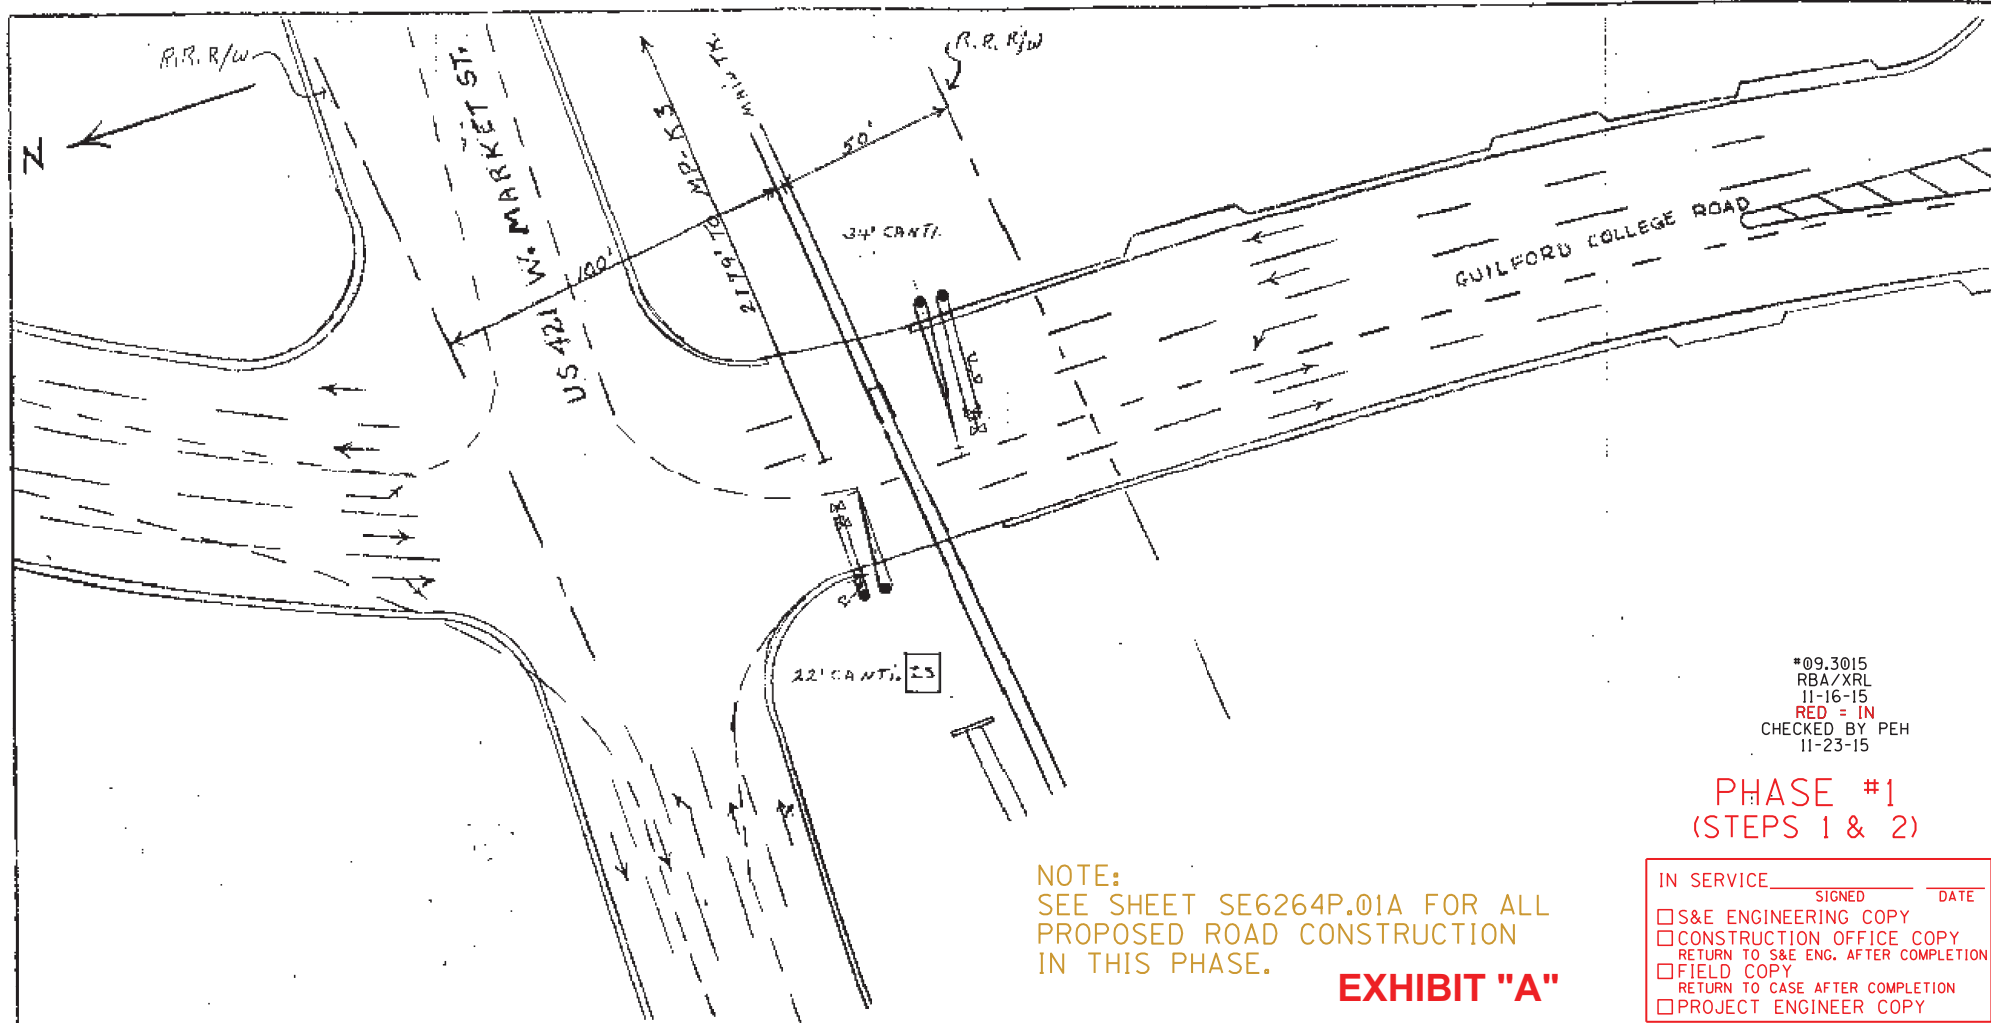 R.R. R/W
R.R. R/W
N
US 421 W. MARKET ST.
2179' TO MP-K3
MAIN TK.
50'
100'
34' CANTI.
GUILFORD COLLEGE ROAD
22' CANTI.
#09.3015
RBA/XRL
11-16-15
RED = IN
CHECKED BY PEH
11-23-15
PHASE #1
(STEPS 1 & 2)
NOTE:
SEE SHEET SE6264P.01A FOR ALL
PROPOSED ROAD CONSTRUCTION
IN THIS PHASE.
EXHIBIT "A"
IN SERVICE
SIGNED DATE
S&E ENGINEERING COPY
CONSTRUCTION OFFICE COPY
RETURN TO S&E ENG. AFTER COMPLETION
FIELD COPY
RETURN TO CASE AFTER COMPLETION
PROJECT ENGINEER COPY